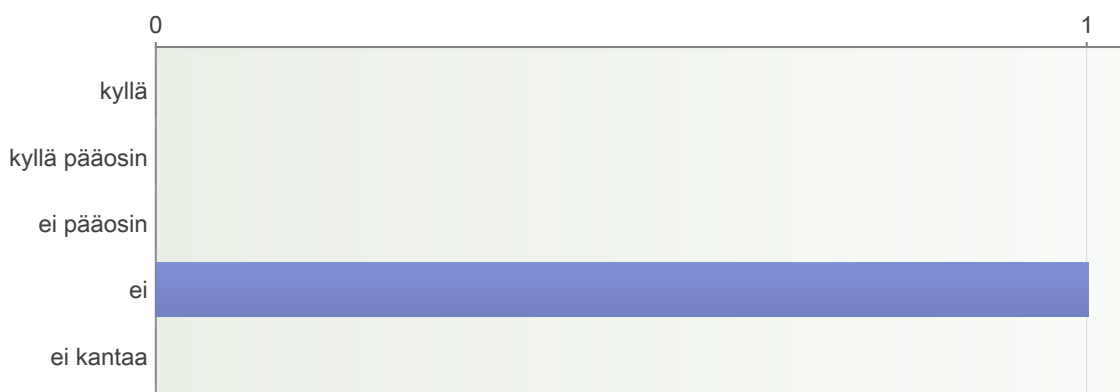 0 1
kyllä
kyllä pääosin
ei pääosin
ei
ei kantaa